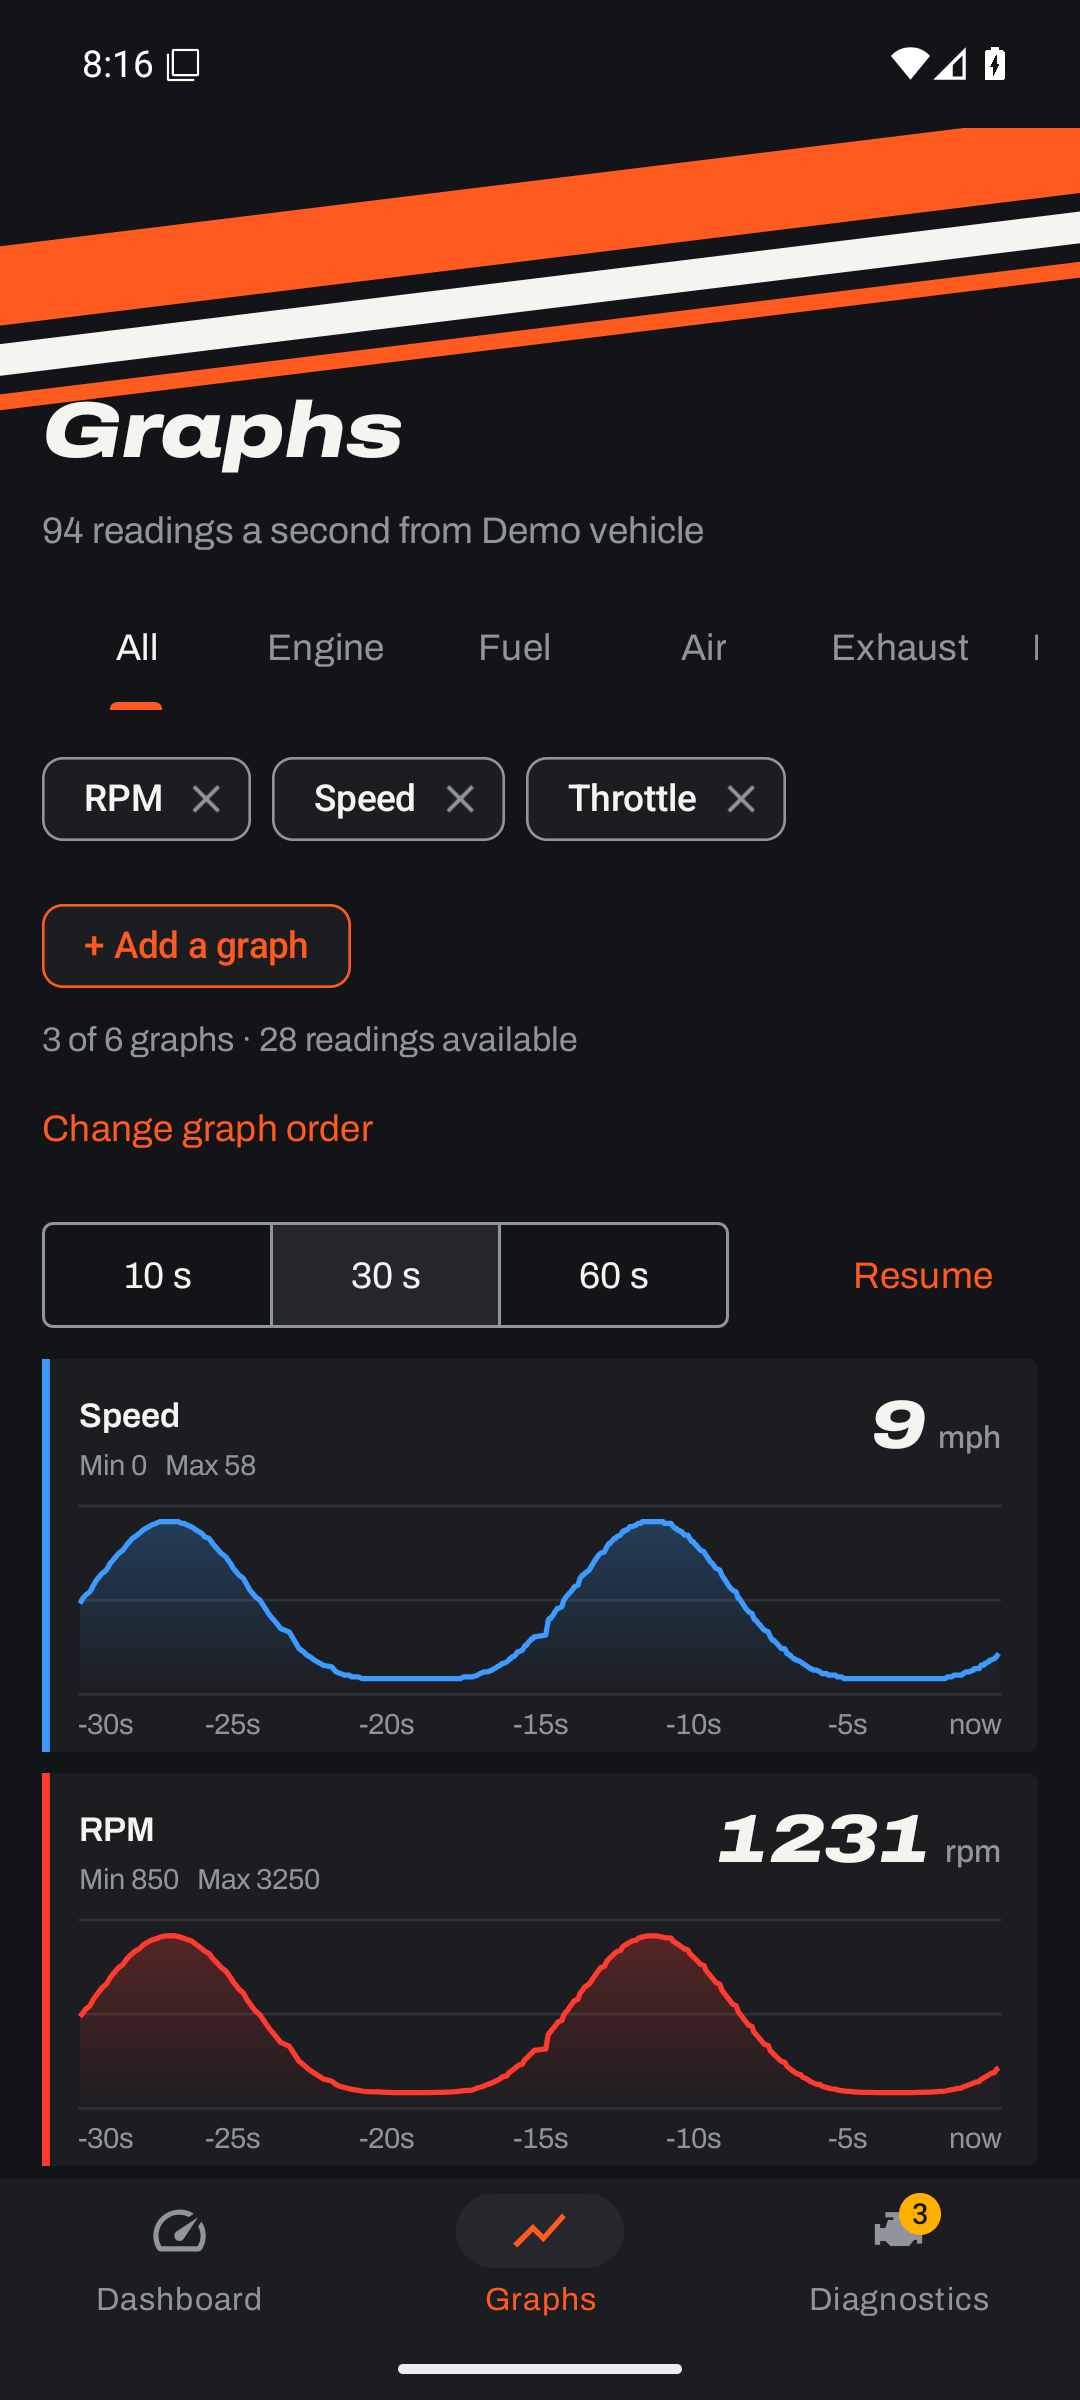 8:16
Graphs
94 readings a second from Demo vehicle
All Engine Fuel Air Exhaust
RPM Speed Throttle
+ Add a graph
3 of 6 graphs · 28 readings available
Change graph order
10 s 30 s 60 s Resume
Speed 9 mph
Min 0 Max 58
-30s -25s -20s -15s -10s -5s now
RPM 1231 rpm
Min 850 Max 3250
-30s -25s -20s -15s -10s -5s now
3
Dashboard Graphs Diagnostics